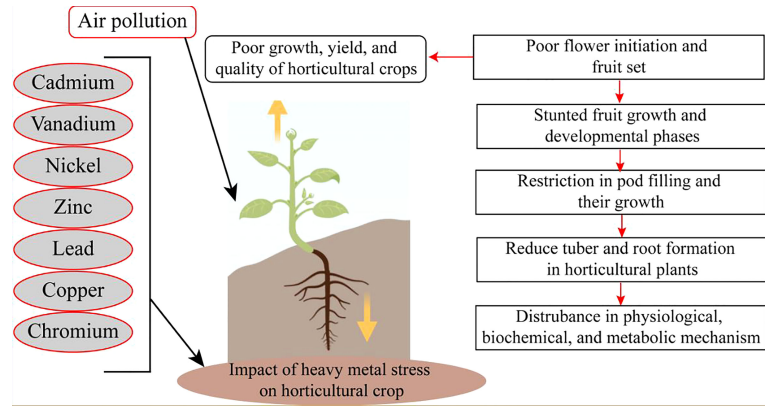 Air pollution
Poor growth, yield, and
quality of horticultural crops
Poor flower initiation and
fruit set
Cadmium
Vanadium
Nickel
Zinc
Lead
Copper
Chromium
Stunted fruit growth and
developmental phases
Restriction in pod filling and
their growth
Reduce tuber and root formation
in horticultural plants
Distrubance in physiological,
biochemical, and metabolic mechanism
Impact of heavy metal stress
on horticultural crop